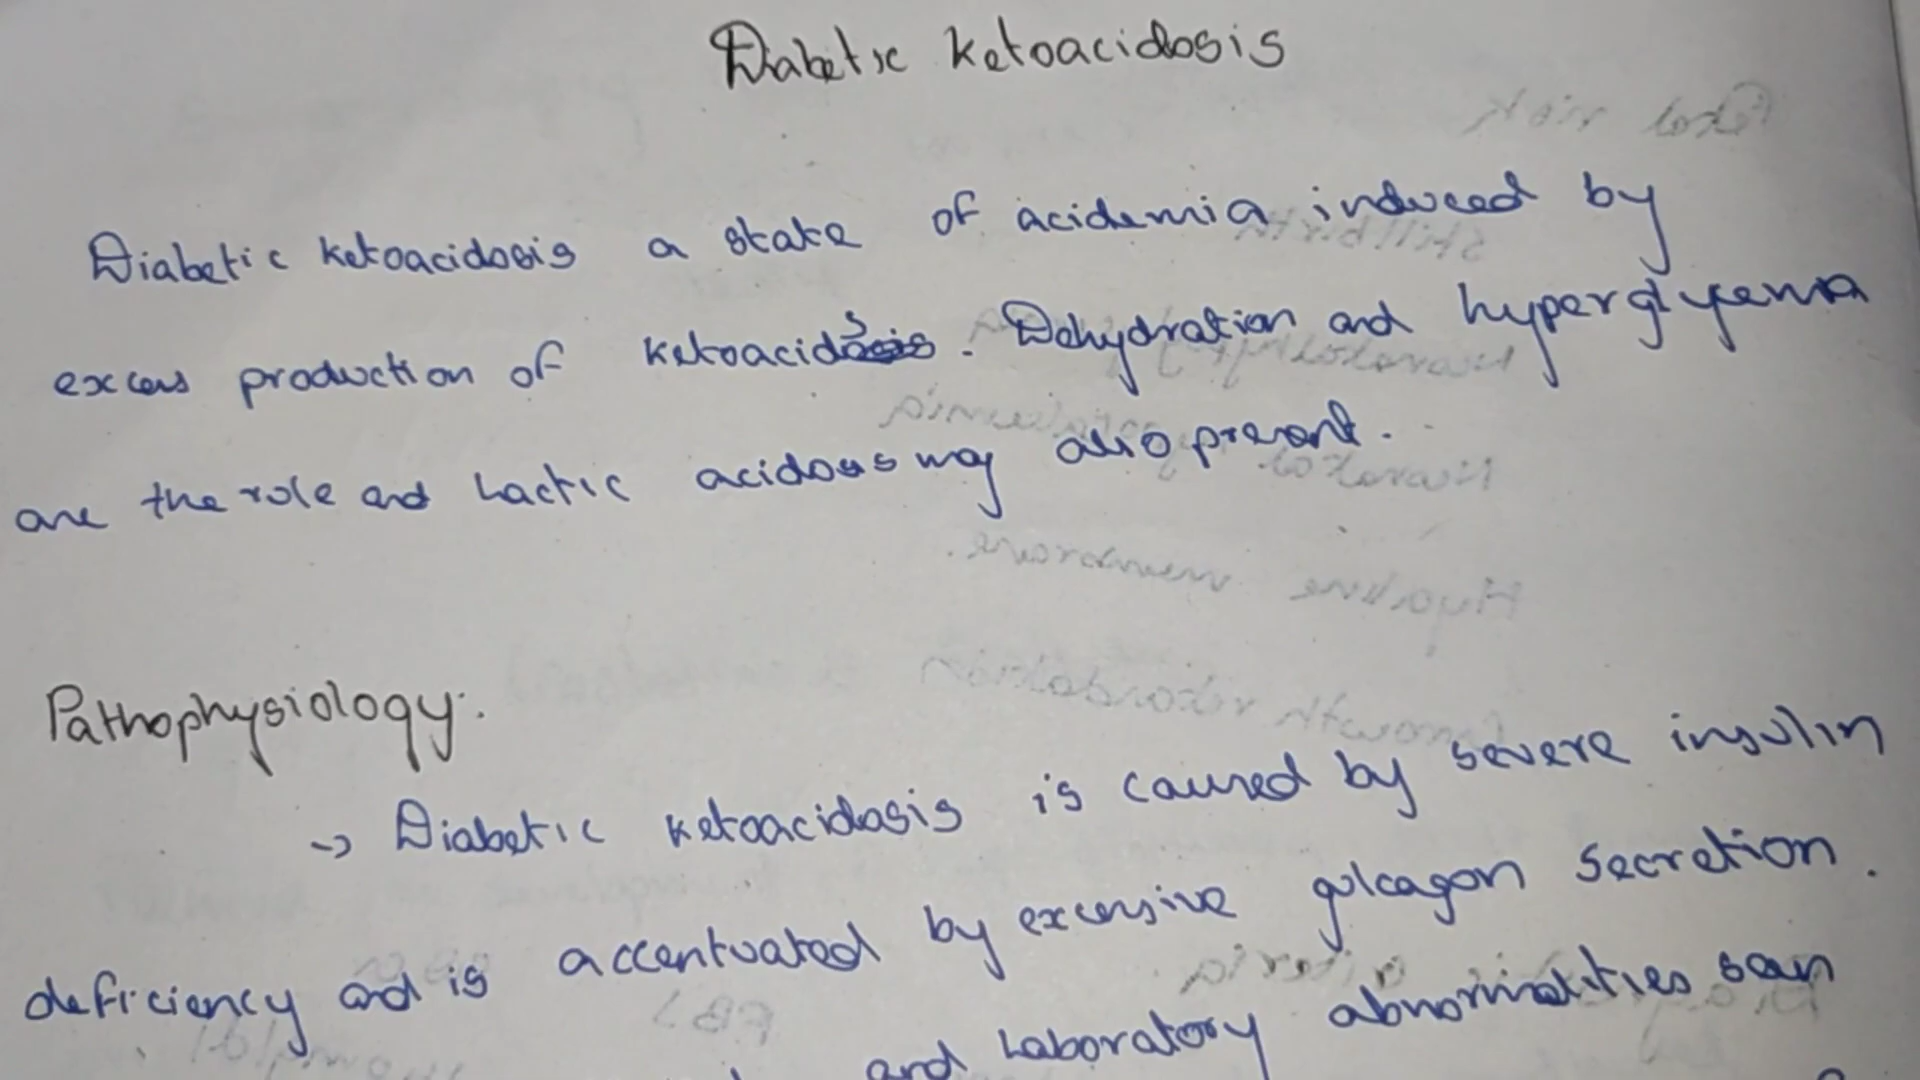 Diabetic ketoacidosis
Diabetic ketoacidosis a state of acidemia induced by
excess production of ketoacids. Dehydration and hyperglycemia
are the role and Lactic acidosis may also present.
Pathophysiology:
→ Diabetic ketoacidosis is caused by severe insulin
deficiency and is accentuated by excessive gulcagon secretion.
and Laboratory abnormalities seen